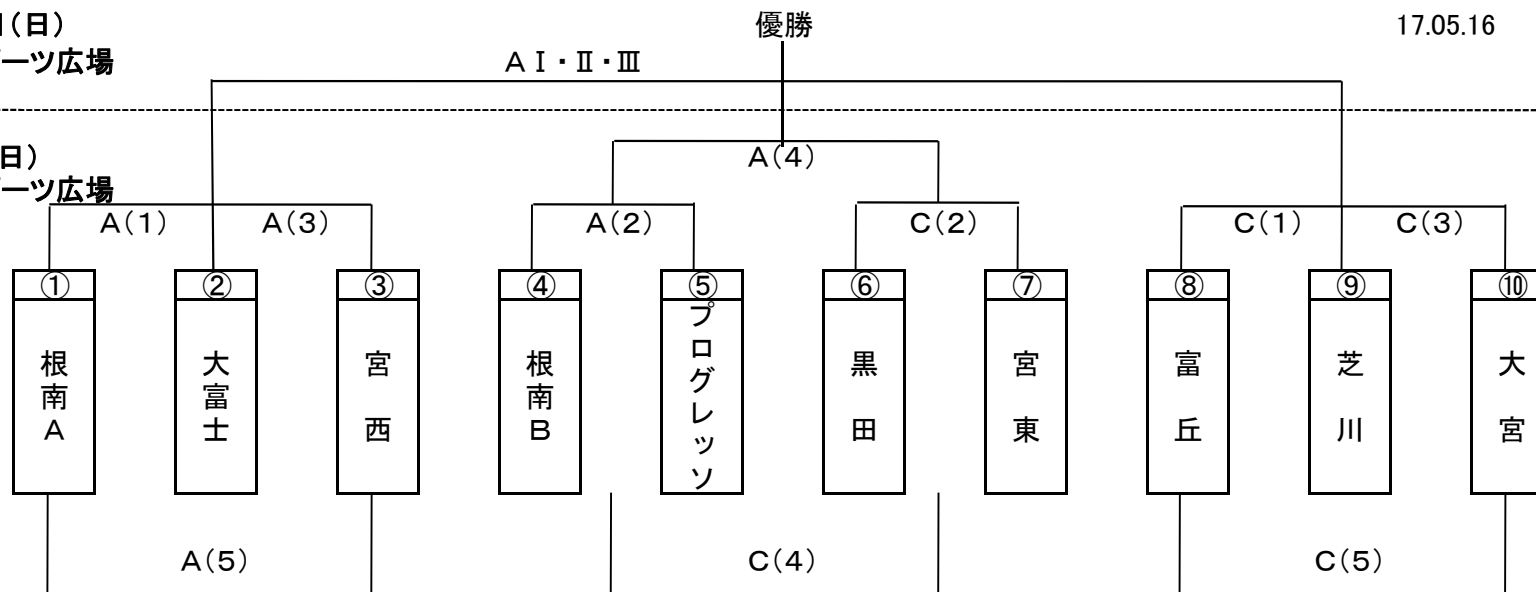 (日)
優勝
17.05.16
ーツ広場
AⅠ・Ⅱ・Ⅲ
日)
A(4)
ーツ広場
A(1)
A(3)
A(2)
C(2)
C(1)
C(3)
① ② ③ ④ ⑤ ⑥ ⑦ ⑧ ⑨ ⑩
根南A
大富士
宮西
根南B
プログレッソ
黒田
宮東
富丘
芝川
大宮
A(5)
C(4)
C(5)